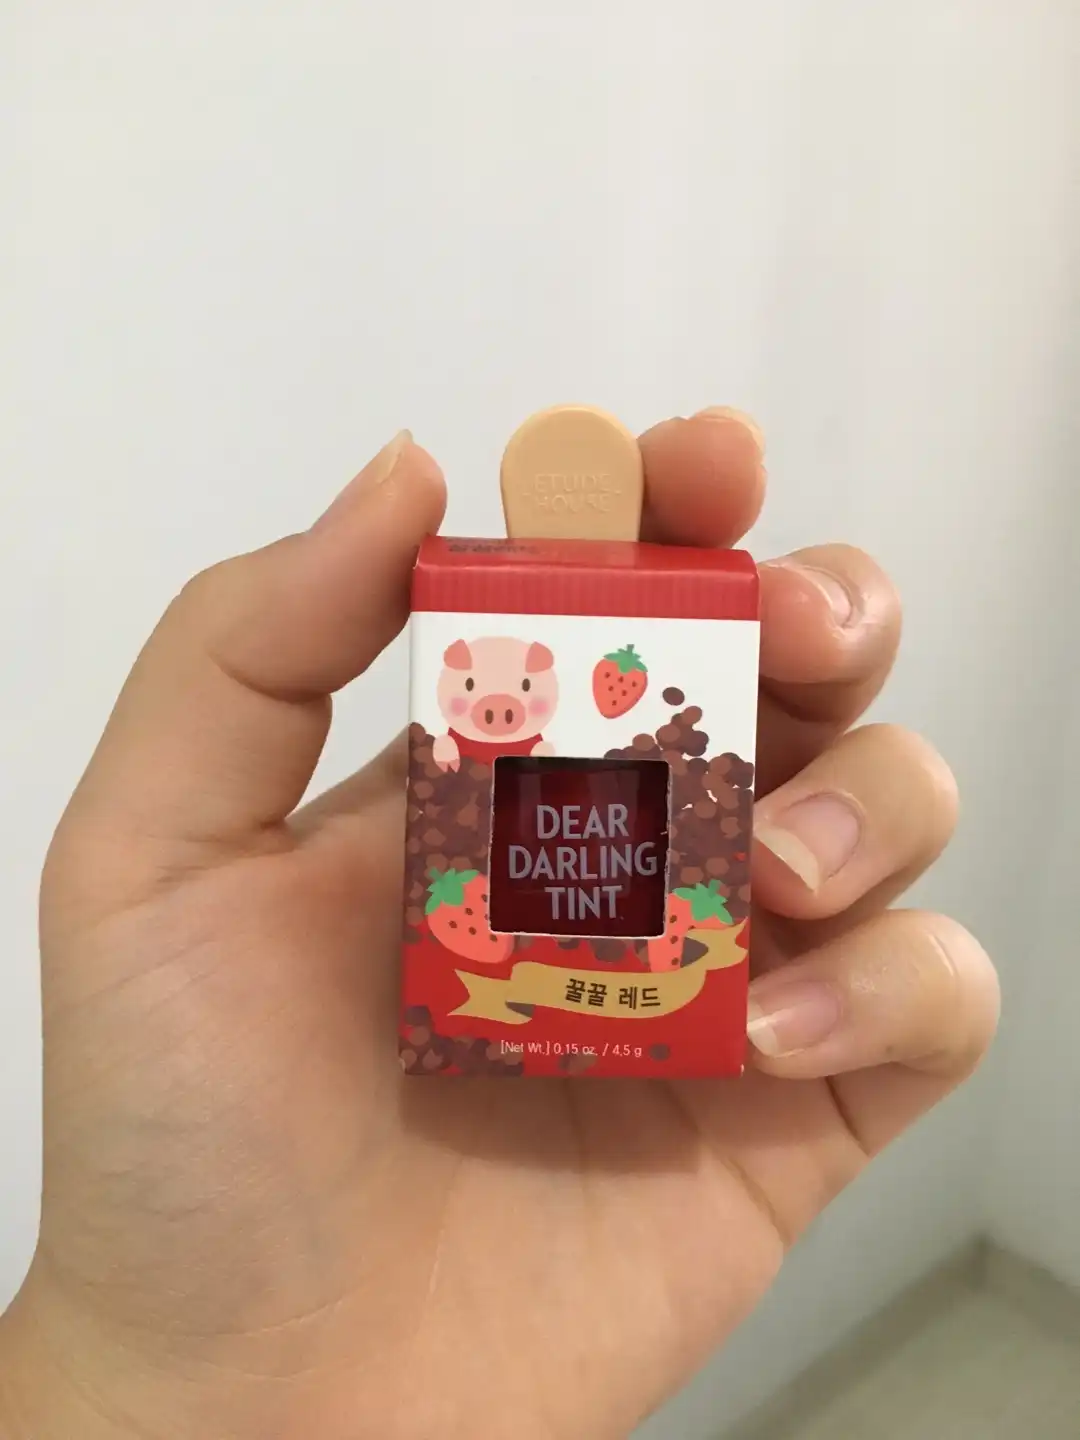 ETUDE
HOUSE
DEAR
DARLING
TINT
꿀꿀 레드
[Net Wt.] 0.15 oz. / 4.5 g